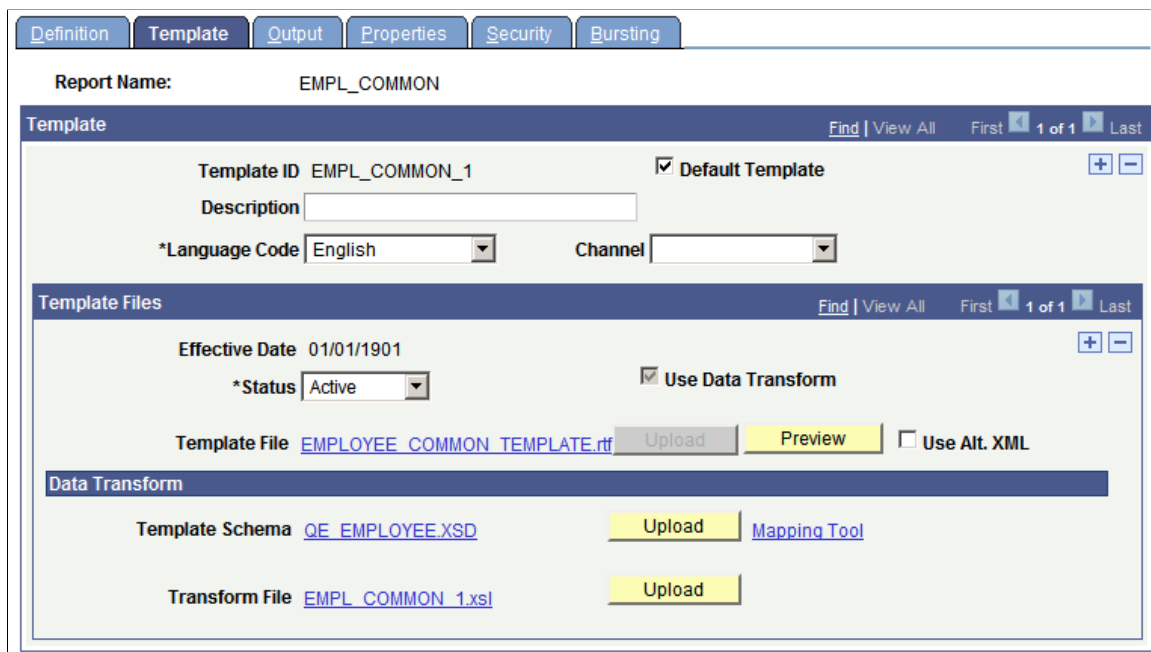 Definition Template Output Properties Security Bursting
Report Name: EMPL_COMMON
Template Find | View All First 1 of 1 Last
Template ID EMPL_COMMON_1 Default Template
Description
*Language Code English Channel
Template Files Find | View All First 1 of 1 Last
Effective Date 01/01/1901
*Status Active Use Data Transform
Template File EMPLOYEE_COMMON_TEMPLATE.rtf Upload Preview Use Alt. XML
Data Transform
Template Schema QE_EMPLOYEE.XSD Upload Mapping Tool
Transform File EMPL_COMMON_1.xsl Upload